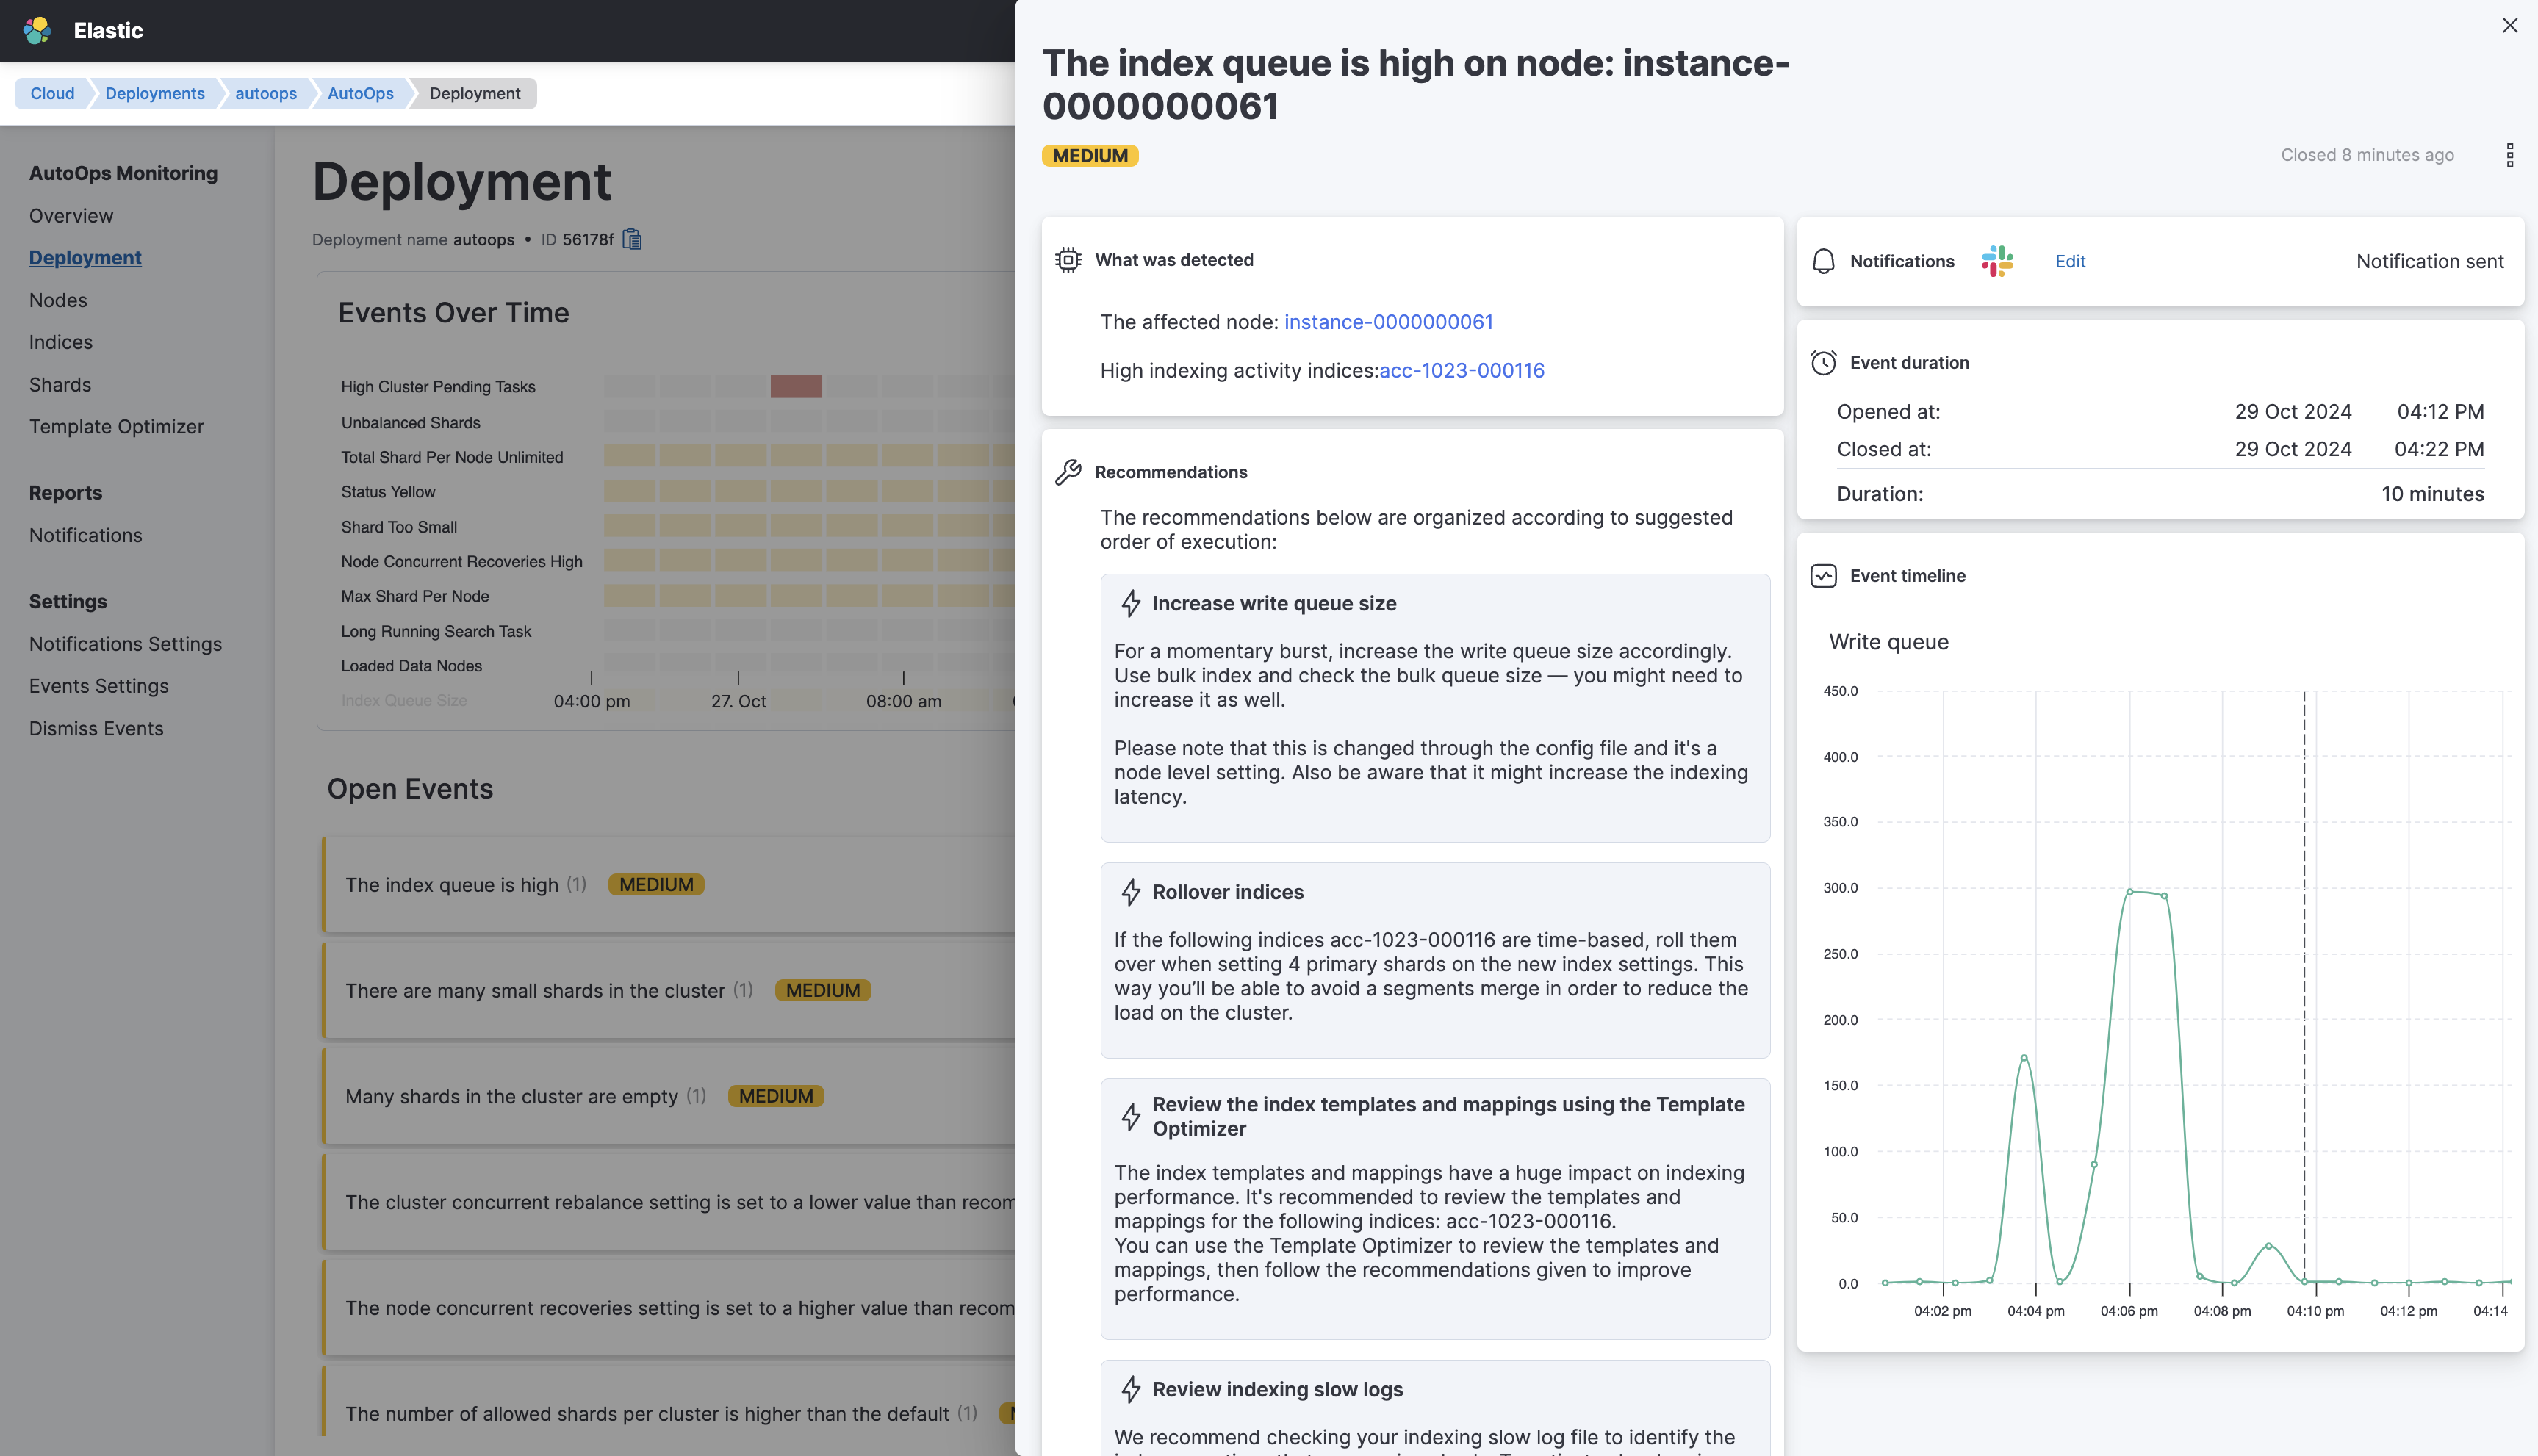 Elastic
Cloud
Deployments
autoops
AutoOps
Deployment
AutoOps Monitoring
Overview
Deployment
Nodes
Indices
Shards
Template Optimizer
Reports
Notifications
Settings
Notifications Settings
Events Settings
Dismiss Events
Deployment
Deployment name autoops • ID 56178f
Events Over Time
High Cluster Pending Tasks
Unbalanced Shards
Total Shard Per Node Unlimited
Status Yellow
Shard Too Small
Node Concurrent Recoveries High
Max Shard Per Node
Long Running Search Task
Loaded Data Nodes
Index Queue Size
04:00 pm
27. Oct
08:00 am
Open Events
The index queue is high (1) MEDIUM
There are many small shards in the cluster (1) MEDIUM
Many shards in the cluster are empty (1) MEDIUM
The cluster concurrent rebalance setting is set to a lower value than recom
The node concurrent recoveries setting is set to a higher value than recom
The number of allowed shards per cluster is higher than the default (1)
The index queue is high on node: instance-
0000000061
MEDIUM
Closed 8 minutes ago
What was detected
The affected node: instance-0000000061
High indexing activity indices:acc-1023-000116
Recommendations
The recommendations below are organized according to suggested
order of execution:
Increase write queue size
For a momentary burst, increase the write queue size accordingly.
Use bulk index and check the bulk queue size — you might need to
increase it as well.
Please note that this is changed through the config file and it's a
node level setting. Also be aware that it might increase the indexing
latency.
Rollover indices
If the following indices acc-1023-000116 are time-based, roll them
over when setting 4 primary shards on the new index settings. This
way you’ll be able to avoid a segments merge in order to reduce the
load on the cluster.
Review the index templates and mappings using the Template
Optimizer
The index templates and mappings have a huge impact on indexing
performance. It's recommended to review the templates and
mappings for the following indices: acc-1023-000116.
You can use the Template Optimizer to review the templates and
mappings, then follow the recommendations given to improve
performance.
Review indexing slow logs
We recommend checking your indexing slow log file to identify the
Notifications
Edit
Notification sent
Event duration
Opened at: 29 Oct 2024 04:12 PM
Closed at: 29 Oct 2024 04:22 PM
Duration: 10 minutes
Event timeline
Write queue
450.0
400.0
350.0
300.0
250.0
200.0
150.0
100.0
50.0
0.0
04:02 pm
04:04 pm
04:06 pm
04:08 pm
04:10 pm
04:12 pm
04:14